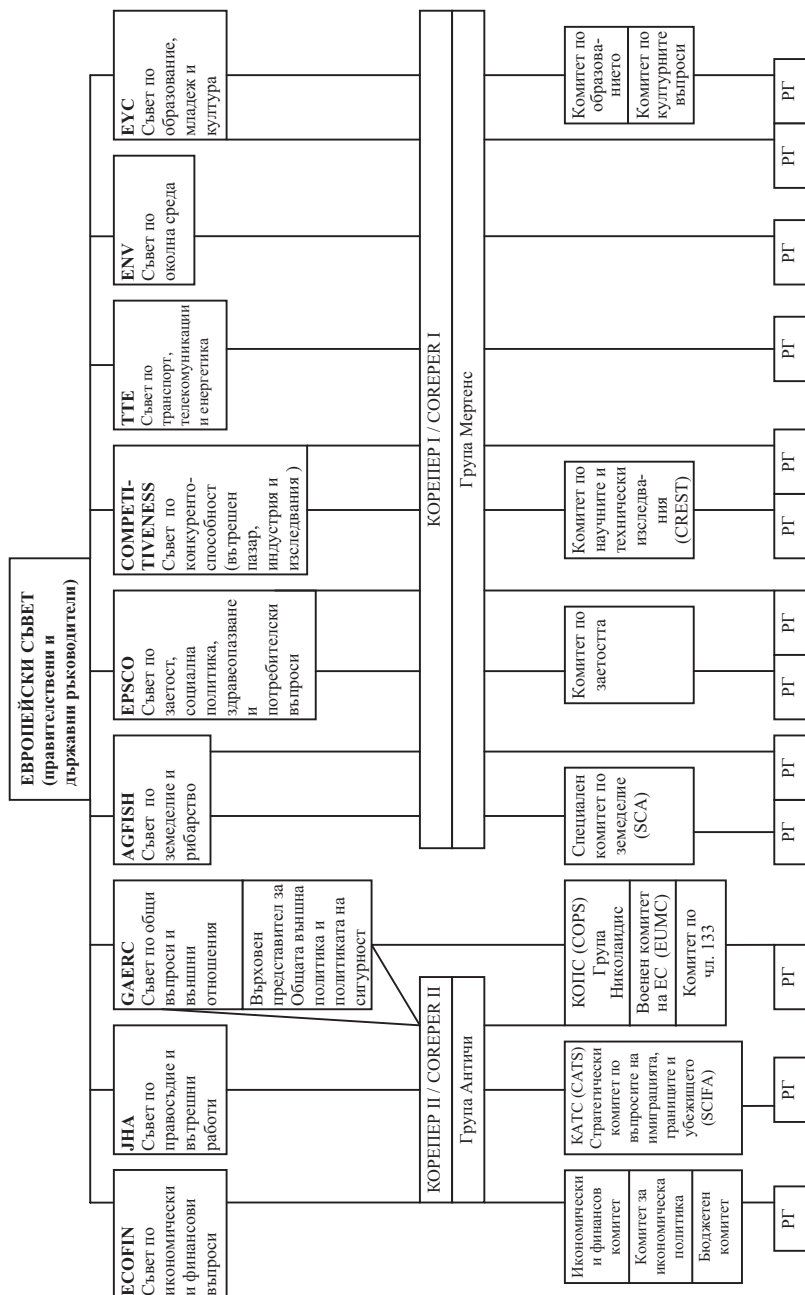 ЕВРОПЕЙСКИ СЪВЕТ
(правителствени и
държавни ръководители)
ECOFIN
Съвет по
икономически
и финансови
въпроси
JHA
Съвет по
правосъдие и
вътрешни
работи
GAERC
Съвет по общи
въпроси и
външни
отношения
Върховен
представител за
Общата външна
политика и
политиката на
сигурност
AGFISH
Съвет по
земеделие и
рибарство
EPSCO
Съвет по
заетост,
социална
политика,
здравеопазване
и
потребителски
въпроси
COMPETI-
TIVENESS
Съвет по
конкуренто-
способност
(вътрешен
пазар,
индустрия и
изследвания )
TTE
Съвет по
транспорт,
телекомуникации
и енергетика
ENV
Съвет по
околна среда
EYC
Съвет по
образование,
младеж и
култура
КОРЕПЕР II / COREPER II
Група Античи
КОРЕПЕР I / COREPER I
Група Мертенс
Икономически
и финансов
комитет
Комитет за
икономическа
политика
Бюджетен
комитет
КАТС (CATS)
Стратегически
комитет по
въпросите на
имиграцията,
границите и
убежището
(SCIFA)
КОПС (COPS)
Група
Николаидис
Военен комитет
на ЕС (EUMC)
Комитет по
чл. 133
Специален
комитет по
земеделие
(SCA)
Комитет по
заетостта
Комитет по
научните и
технически
изследва-
ния
(CREST)
Комитет по
образова-
нието
Комитет по
културните
въпроси
РГ
РГ
РГ
РГ
РГ
РГ
РГ
РГ
РГ
РГ
РГ
РГ
РГ